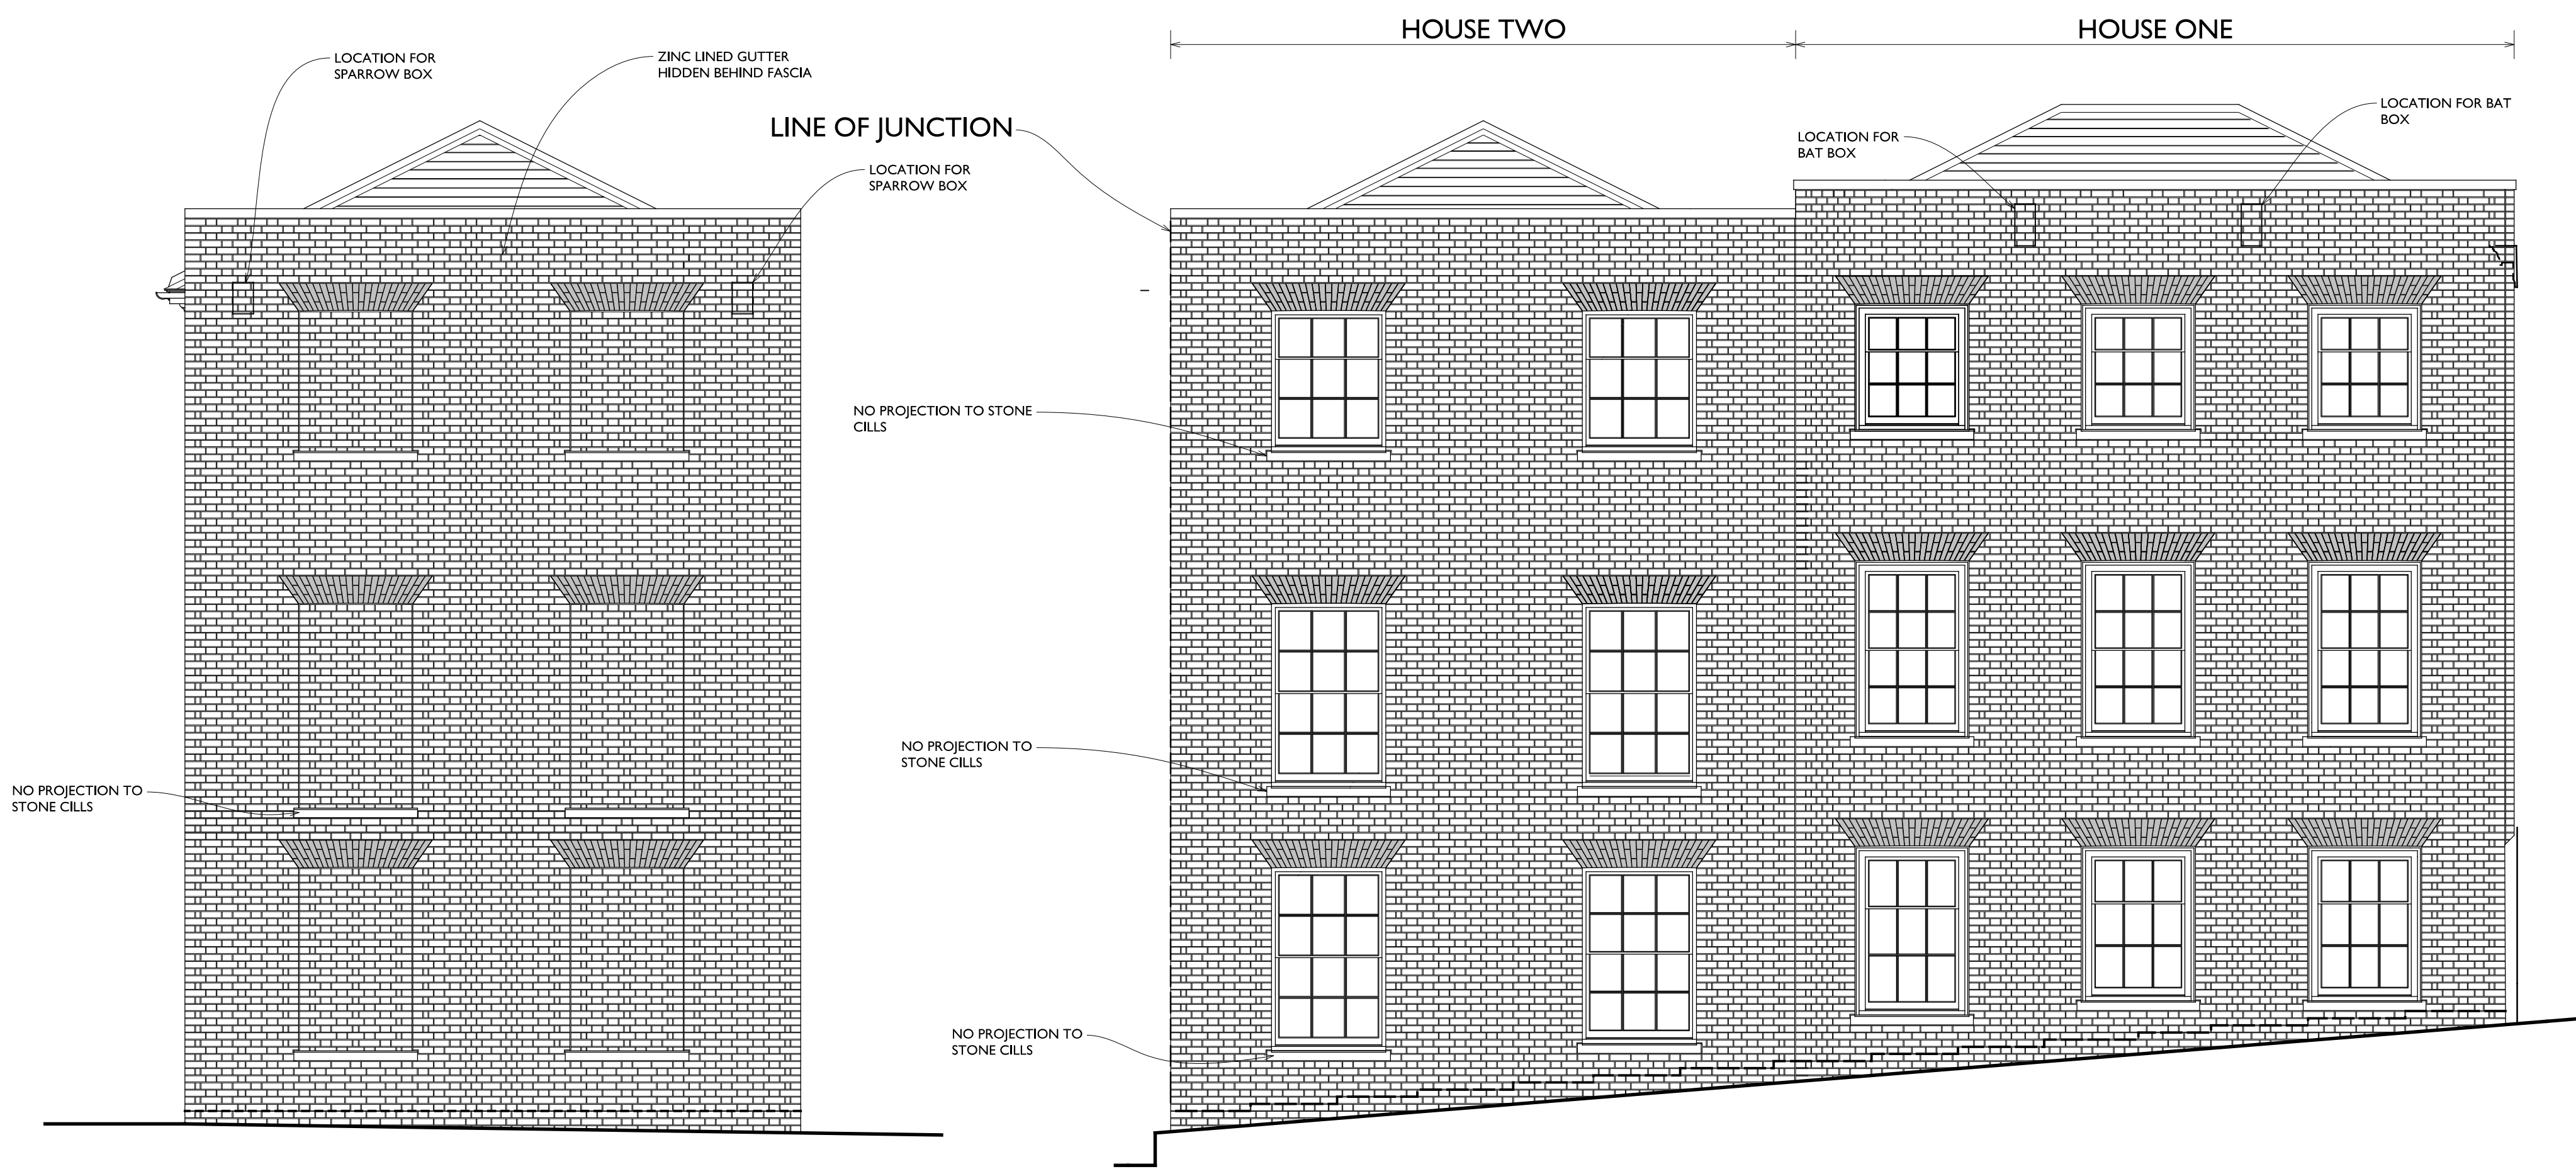 HOUSE TWO
HOUSE ONE
LOCATION FOR
SPARROW BOX
ZINC LINED GUTTER
HIDDEN BEHIND FASCIA
LINE OF JUNCTION
LOCATION FOR
SPARROW BOX
LOCATION FOR
BAT BOX
LOCATION FOR BAT
BOX
NO PROJECTION TO STONE
CILLS
NO PROJECTION TO
STONE CILLS
NO PROJECTION TO
STONE CILLS
NO PROJECTION TO
STONE CILLS